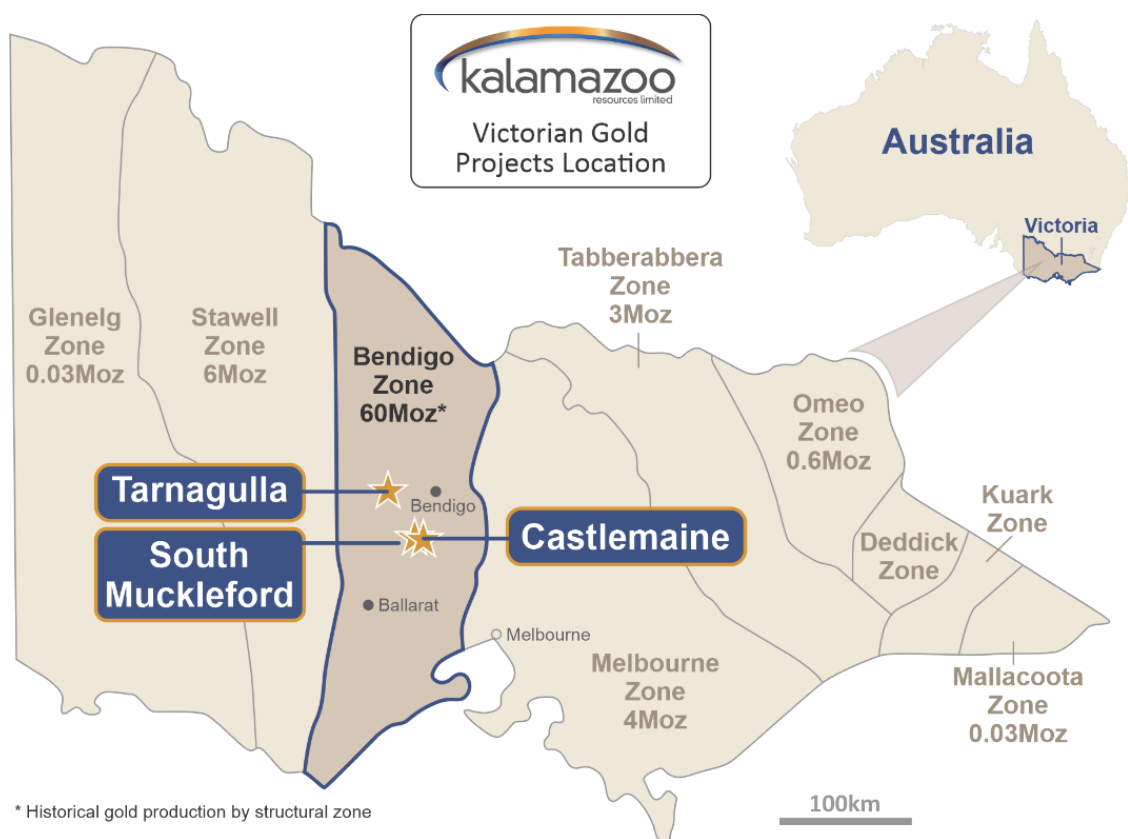 kalamazoo
resources limited
Victorian Gold
Projects Location
Australia
Victoria
Tabberabbera
Zone
3Moz
Glenelg
Zone
0.03Moz
Stawell
Zone
6Moz
Bendigo
Zone
60Moz*
Omeo
Zone
0.6Moz
Tarnagulla
Bendigo
Kuark
Zone
South
Muckleford
Castlemaine
Deddick
Zone
Ballarat
Melbourne
Melbourne
Zone
4Moz
Mallacoota
Zone
0.03Moz
* Historical gold production by structural zone
100km